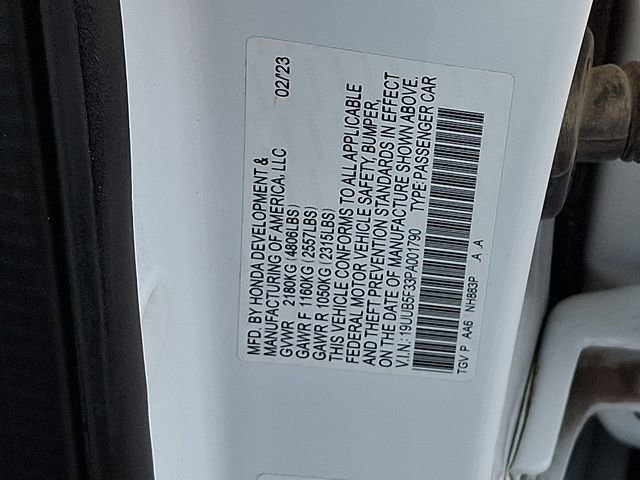 MFD. BY HONDA DEVELOPMENT &
MANUFACTURING OF AMERICA, LLC 02/23
GVWR 2180KG (4806LBS)
GAWR F 1160KG (2557LBS)
GAWR R 1050KG (2315LBS)
THIS VEHICLE CONFORMS TO ALL APPLICABLE
FEDERAL MOTOR VEHICLE SAFETY, BUMPER,
AND THEFT PREVENTION STANDARDS IN EFFECT
ON THE DATE OF MANUFACTURE SHOWN ABOVE.
V.I.N: 19UUB5F33PA001790 TYPE:PASSENGER CAR
TGV P AA6 NH883P A A